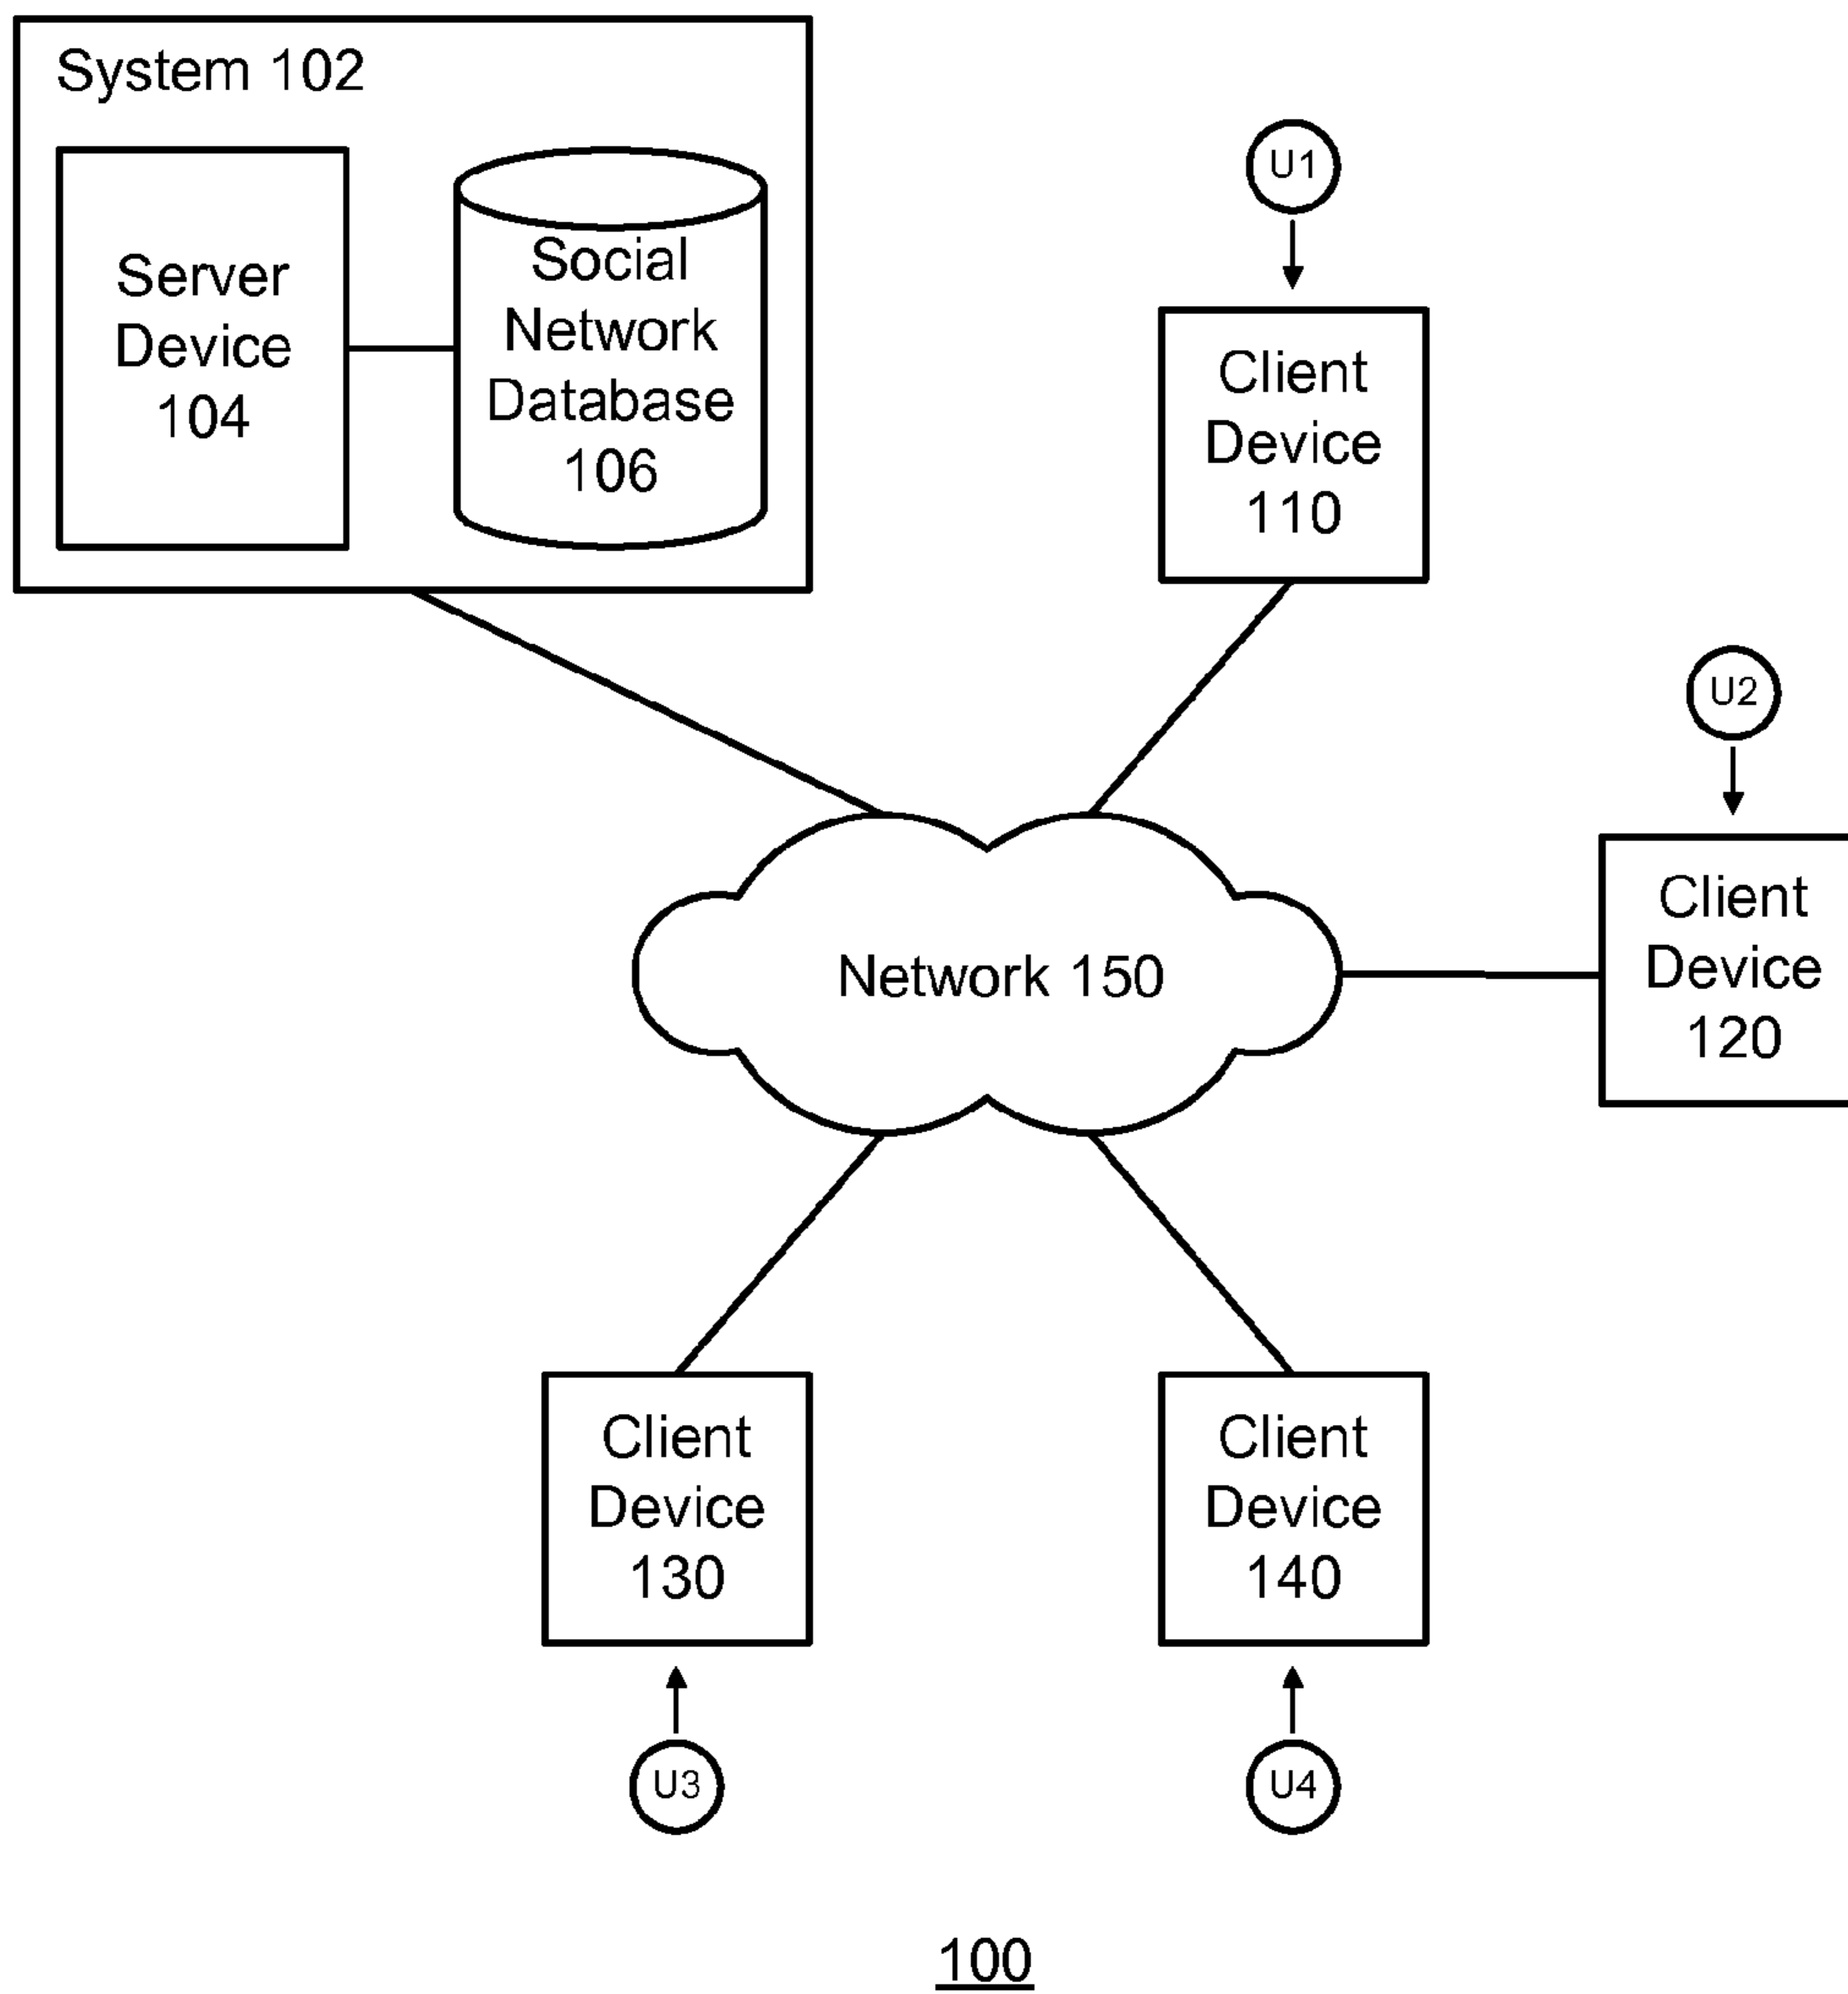 System 102
Server
Device
104
Social
Network
Database
106
U1
Client
Device
110
U2
Client
Device
120
Network 150
Client
Device
130
Client
Device
140
U3
U4
100